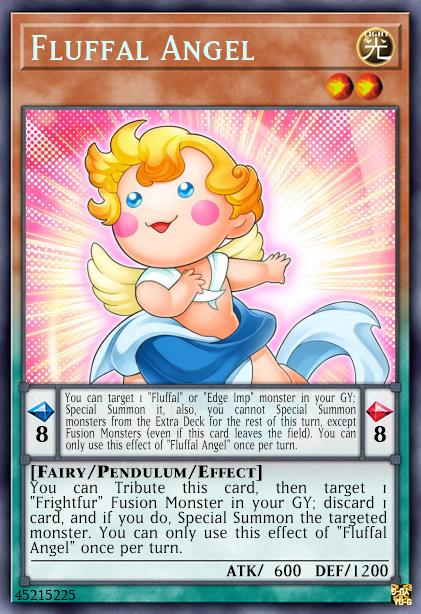 Fluffal Angel
LIGHT
光
You can target 1 "Fluffal" or "Edge Imp" monster in your GY;
Special Summon it, also, you cannot Special Summon
monsters from the Extra Deck for the rest of this turn, except
Fusion Monsters (even if this card leaves the field). You can
only use this effect of "Fluffal Angel" once per turn.
8
8
[Fairy/Pendulum/Effect]
You can Tribute this card, then target 1
"Frightfur" Fusion Monster in your GY; discard 1
card, and if you do, Special Summon the targeted
monster. You can only use this effect of "Fluffal
Angel" once per turn.
ATK/ 600 DEF/1200
45215225